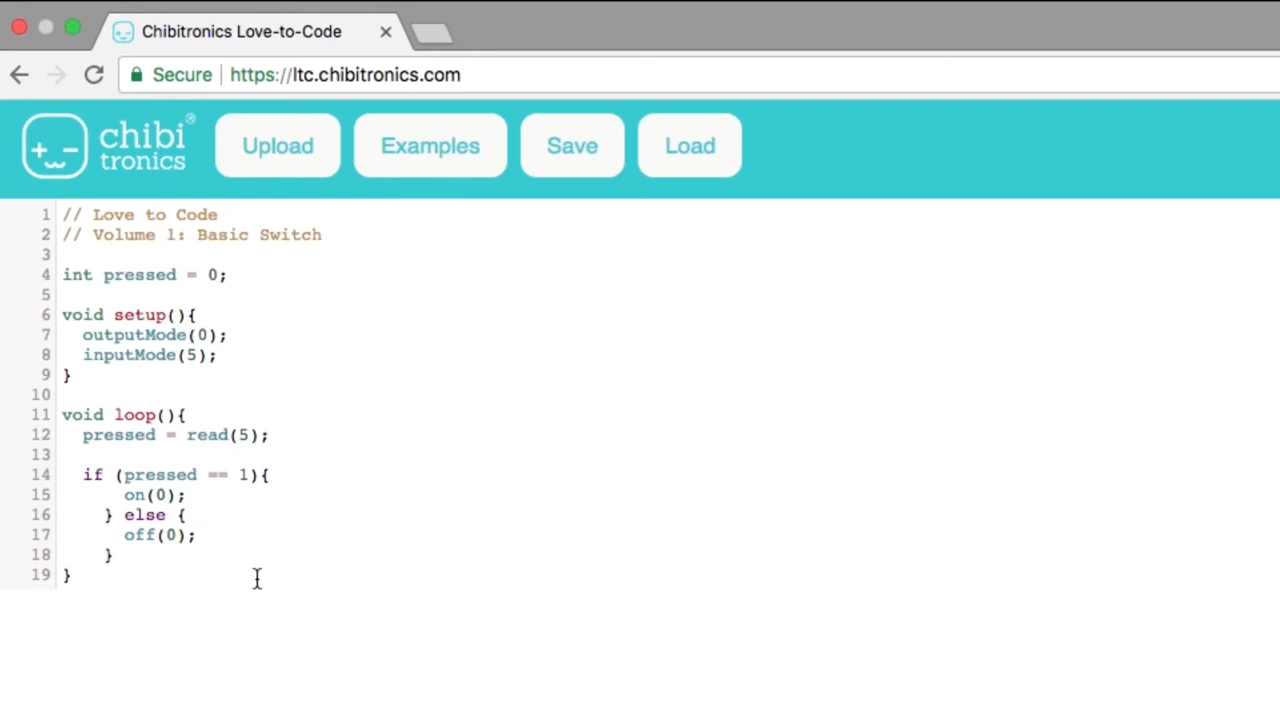 Chibitronics Love-to-Code
Secure https://ltc.chibitronics.com
chibi®
tronics
Upload Examples Save Load
1 // Love to Code
2 // Volume 1: Basic Switch
3
4 int pressed = 0;
5
6 void setup(){
7 outputMode(0);
8 inputMode(5);
9 }
10
11 void loop(){
12 pressed = read(5);
13
14 if (pressed == 1){
15 on(0);
16 } else {
17 off(0);
18 }
19 }